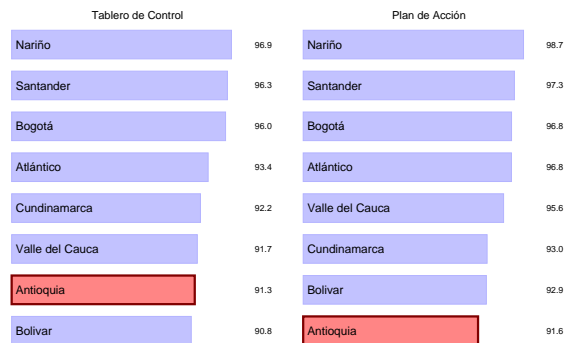 Tablero de Control
Nariño 96.9
Santander 96.3
Bogotá 96.0
Atlántico 93.4
Cundinamarca 92.2
Valle del Cauca 91.7
Antioquia 91.3
Bolivar 90.8
Plan de Acción
Nariño 98.7
Santander 97.3
Bogotá 96.8
Atlántico 96.8
Valle del Cauca 95.6
Cundinamarca 93.0
Bolivar 92.9
Antioquia 91.6